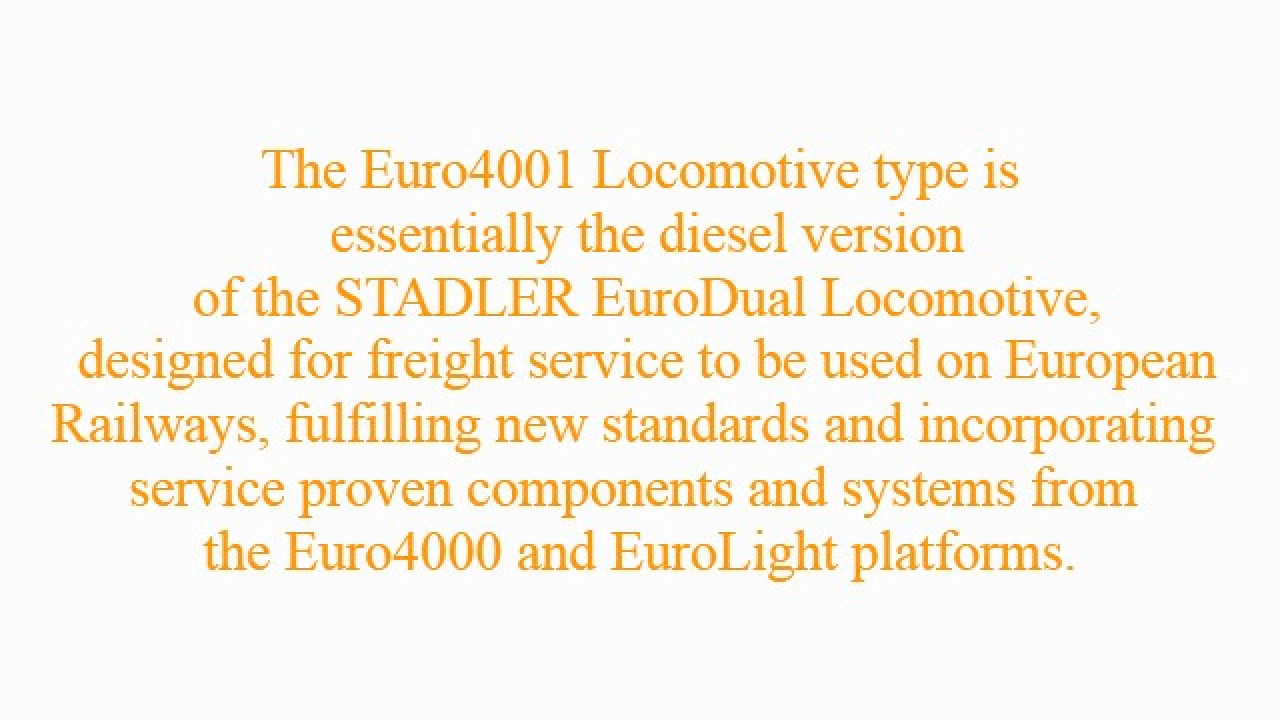 The Euro4001 Locomotive type is
essentially the diesel version
of the STADLER EuroDual Locomotive,
designed for freight service to be used on European
Railways, fulfilling new standards and incorporating
service proven components and systems from
the Euro4000 and EuroLight platforms.